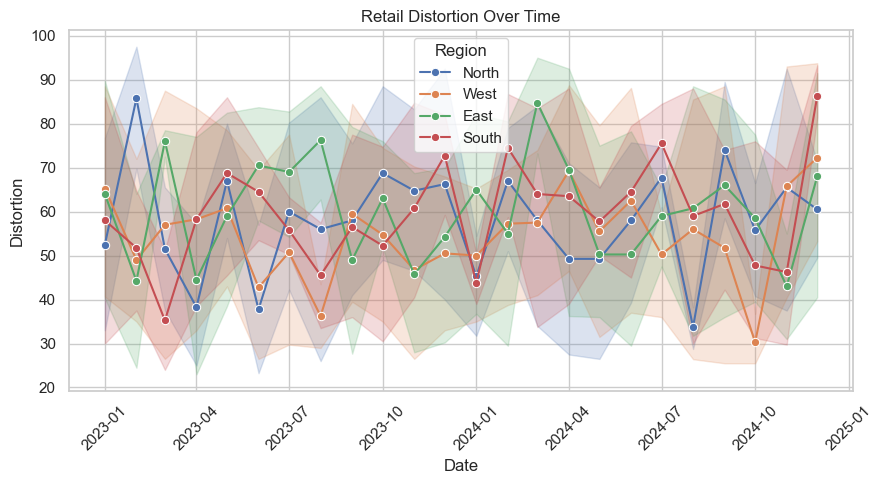 Retail Distortion Over Time
Distortion
100
90
80
70
60
50
40
30
20
Region
North
West
East
South
2023-01
2023-04
2023-07
2023-10
2024-01
2024-04
2024-07
2024-10
2025-01
Date